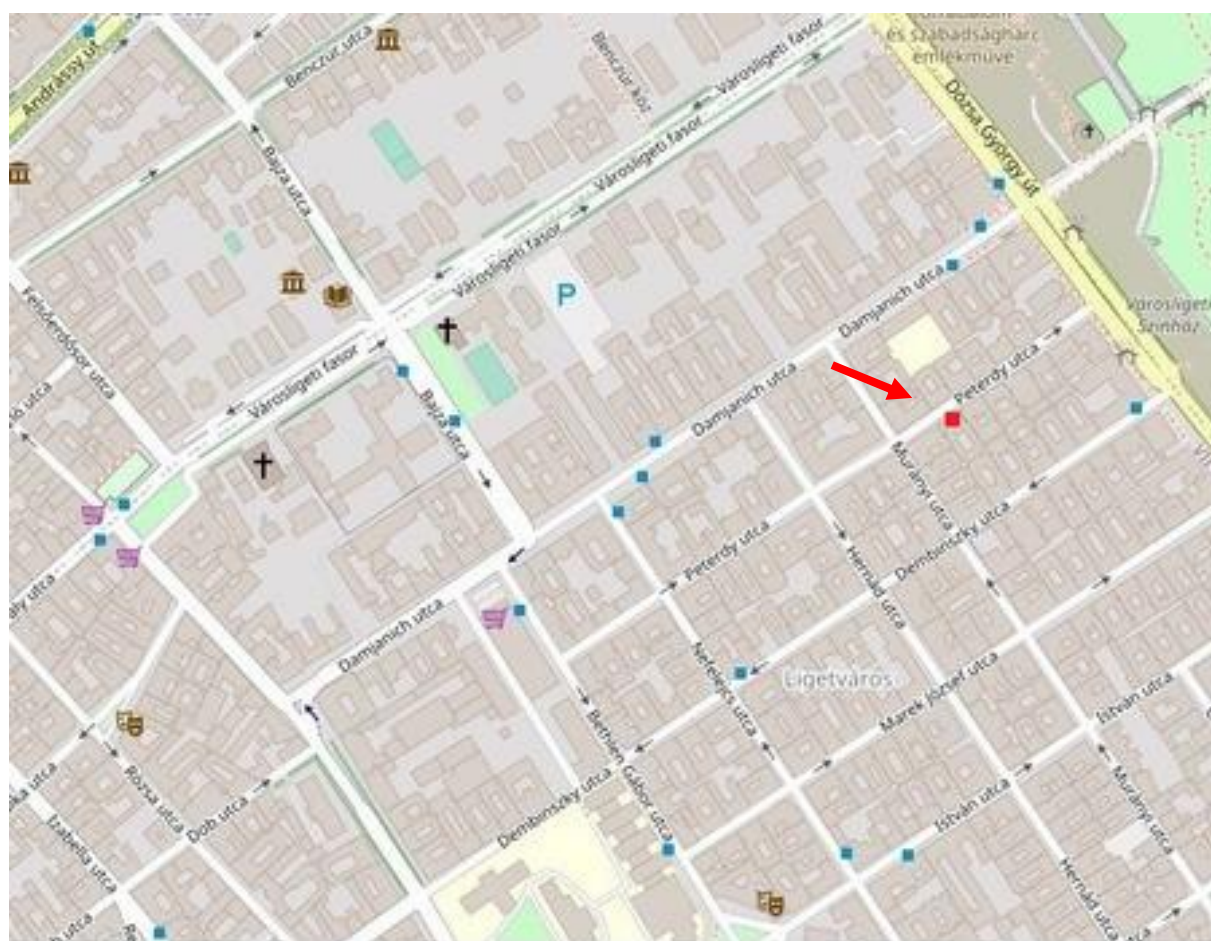 Andrássy út
Benczúr utca
Benczúr köz
és szabadságharc
emlékműve
Városligeti fasor
Dózsa György út
Bajza utca
Városligeti fasor
Városligeti fasor
Felsőerdősor utca
P
Damjanich utca
Városligeti
Színház
Városligeti fasor
Bajza utca
Damjanich utca
Peterdy utca
Murányi utca
Peterdy utca
Hernád utca
Dembinszky utca
Damjanich utca
Nefelejcs utca
Ligetváros
Marek József utca
István utca
Bethlen Gábor utca
Rózsa utca
Dob utca
Izabella utca
Dembinszky utca
István utca
Murányi utca
Hernád utca